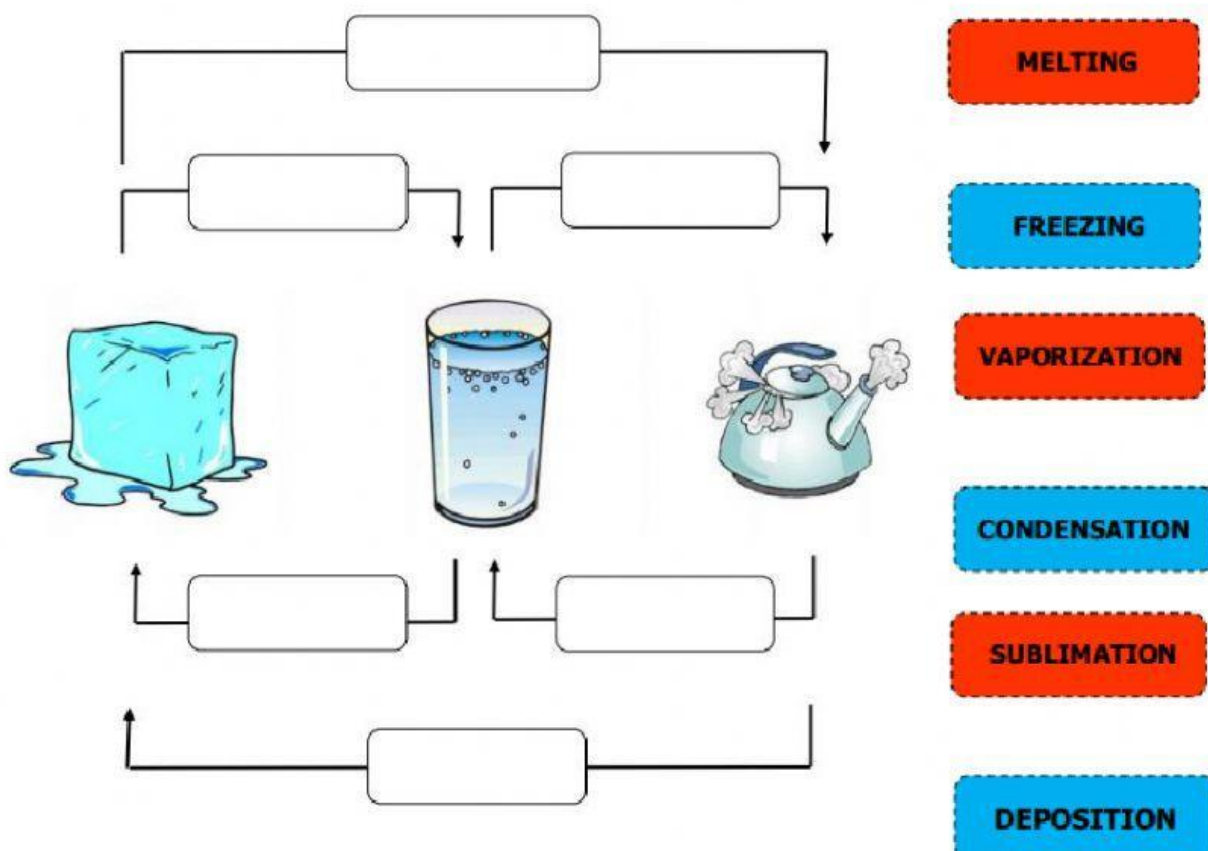 MELTING
FREEZING
VAPORIZATION
CONDENSATION
SUBLIMATION
DEPOSITION